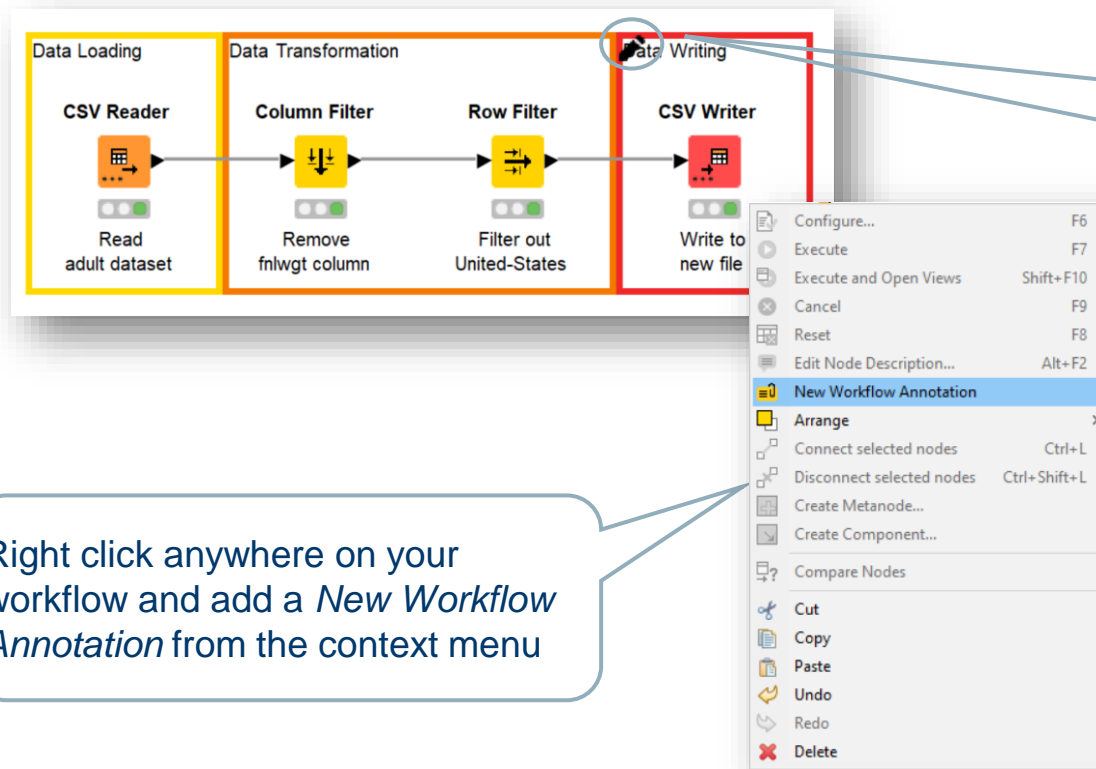 Data Loading
Data Transformation
Data Writing
CSV Reader
Column Filter
Row Filter
CSV Writer
Read
adult dataset
Remove
fnlwgt column
Filter out
United-States
Write to
new file
Configure... F6
Execute F7
Execute and Open Views Shift+F10
Cancel F9
Reset F8
Edit Node Description... Alt+F2
New Workflow Annotation
Arrange
Connect selected nodes Ctrl+L
Disconnect selected nodes Ctrl+Shift+L
Create Metanode...
Create Component...
Compare Nodes
Cut
Copy
Paste
Undo
Redo
Delete
Right click anywhere on your
workflow and add a New Workflow
Annotation from the context menu